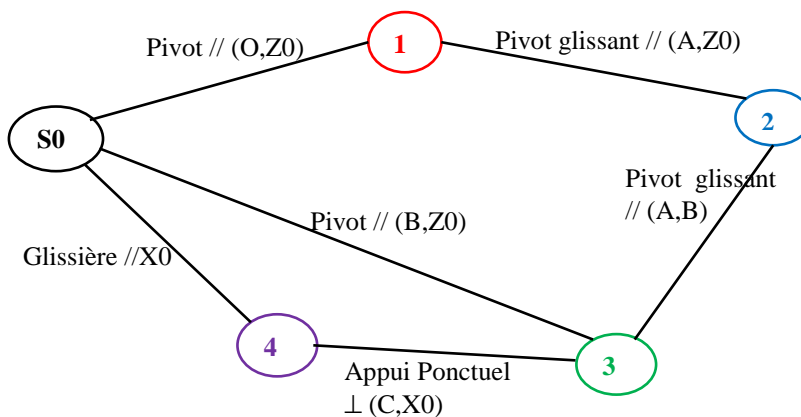 Pivot // (O,Z0)
1
Pivot glissant // (A,Z0)
S0
2
Pivot glissant
// (A,B)
Pivot // (B,Z0)
Glissière //X0
4
3
Appui Ponctuel
⊥ (C,X0)